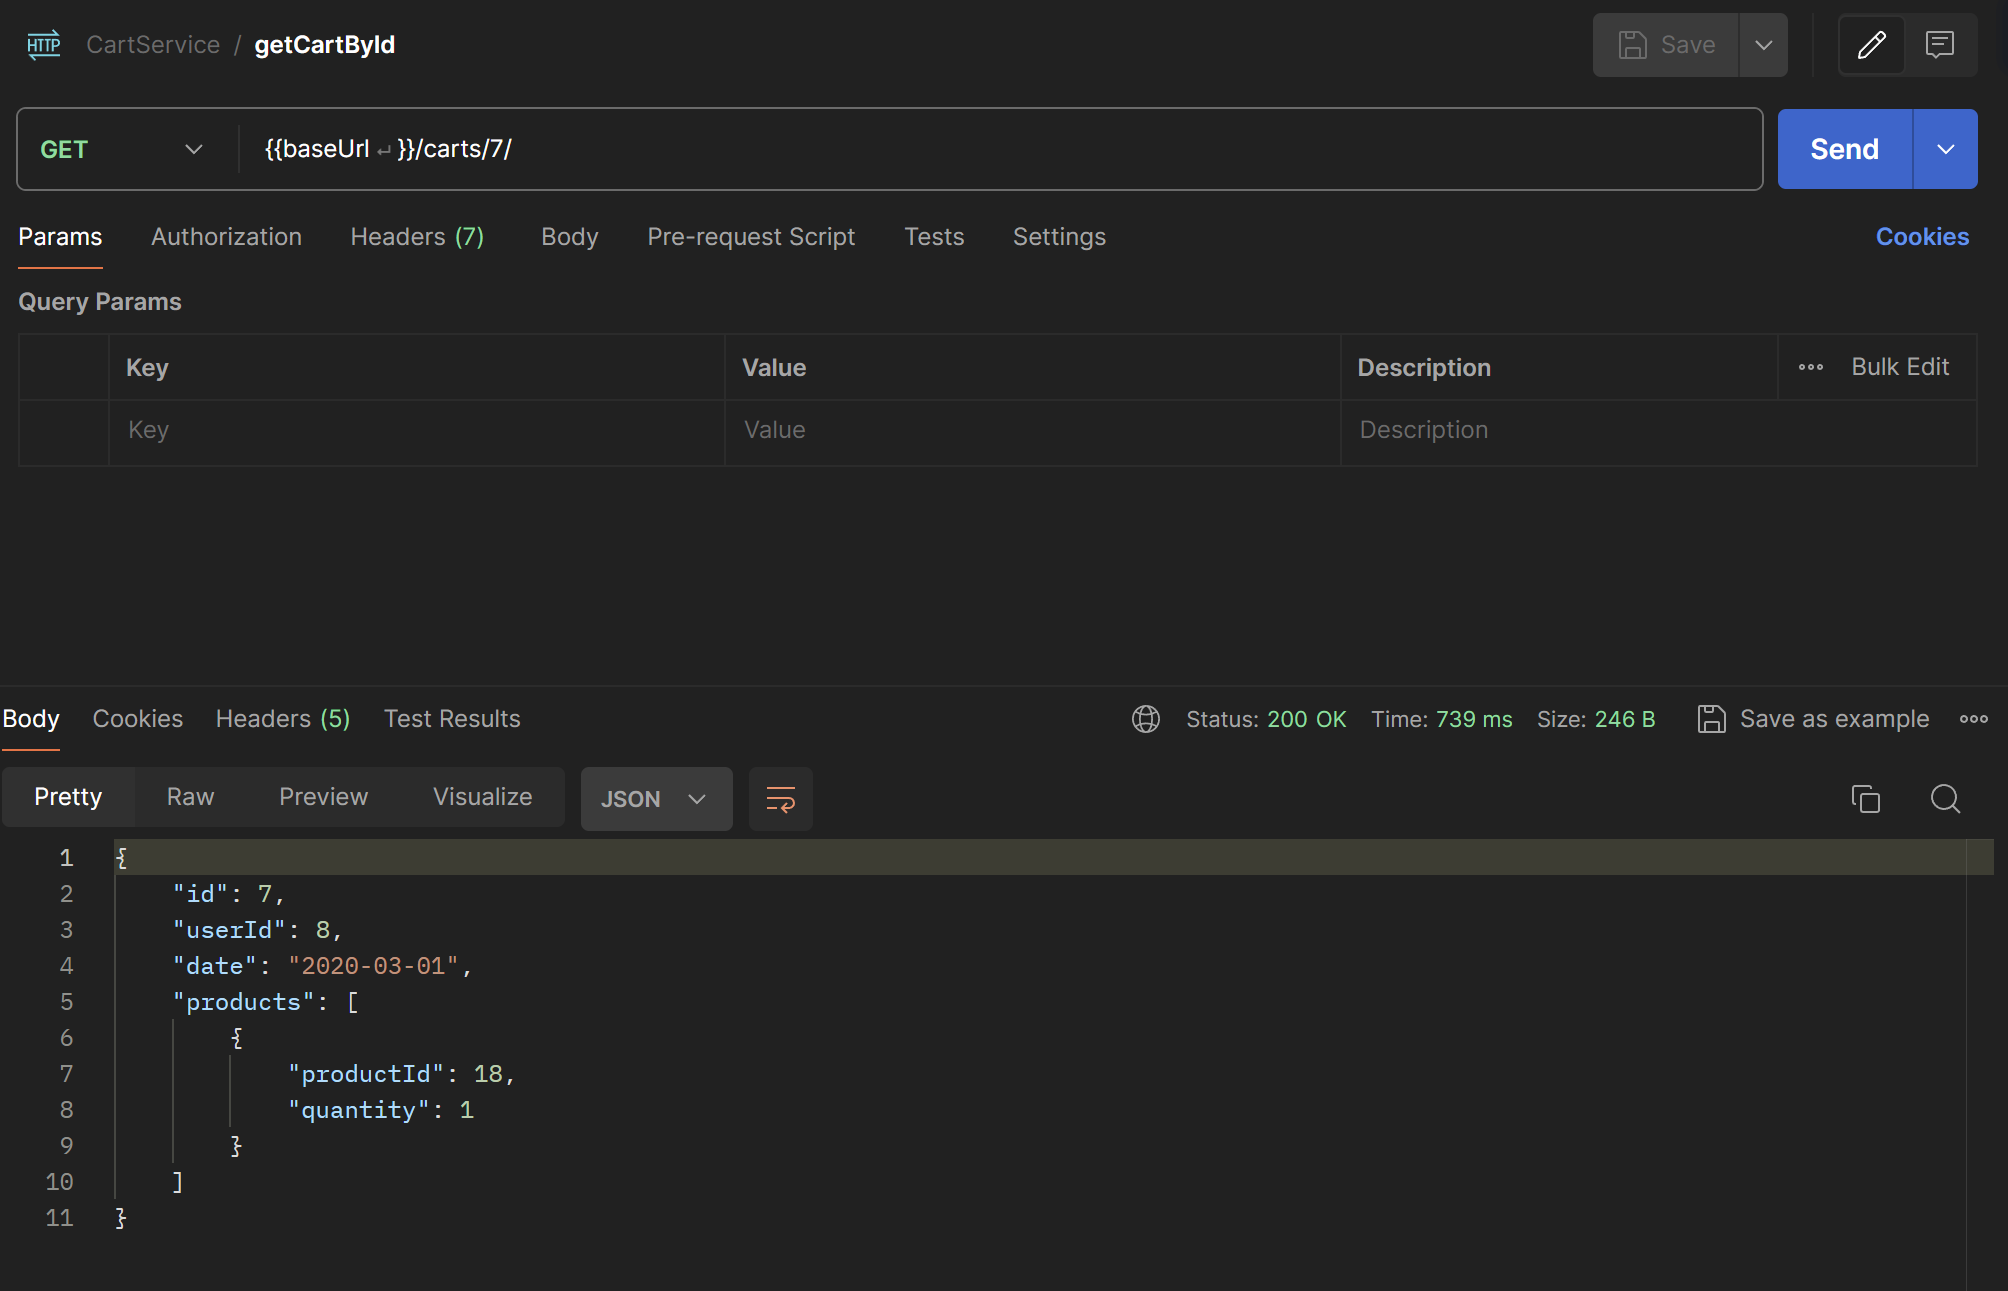 HTTP CartService / getCartById Save
GET {{baseUrl ↵ }}/carts/7/ Send
Params Authorization Headers (7) Body Pre-request Script Tests Settings Cookies
Query Params
Key Value Description ooo Bulk Edit
Key Value Description
Body Cookies Headers (5) Test Results Status: 200 OK Time: 739 ms Size: 246 B Save as example ooo
Pretty Raw Preview Visualize JSON
1 {
2 "id": 7,
3 "userId": 8,
4 "date": "2020-03-01",
5 "products": [
6 {
7 "productId": 18,
8 "quantity": 1
9 }
10 ]
11 }